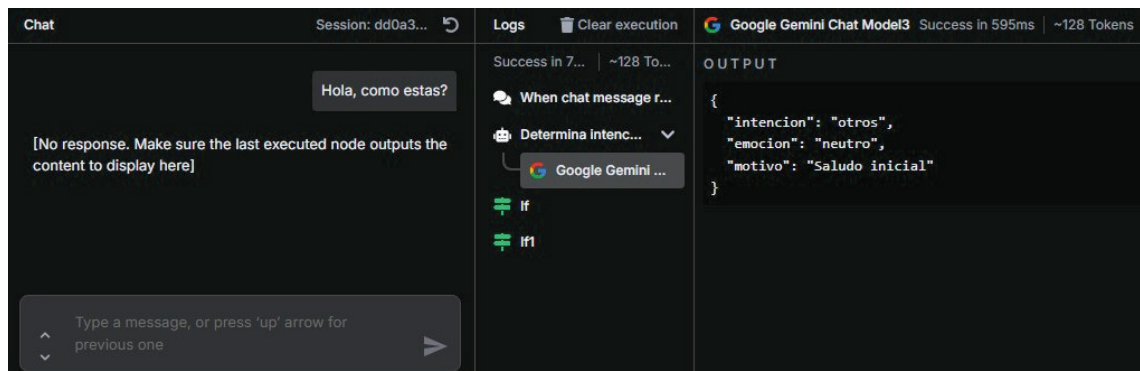 Chat
Session: dd0a3...
Hola, como estas?
[No response. Make sure the last executed node outputs the
content to display here]
Type a message, or press 'up' arrow for
previous one
Logs
Clear execution
Success in 7... | ~128 To...
When chat message r...
Determina intenc...
Google Gemini ...
If
If1
Google Gemini Chat Model3 Success in 595ms | ~128 Tokens
OUTPUT
{
"intencion": "otros",
"emocion": "neutro",
"motivo": "Saludo inicial"
}